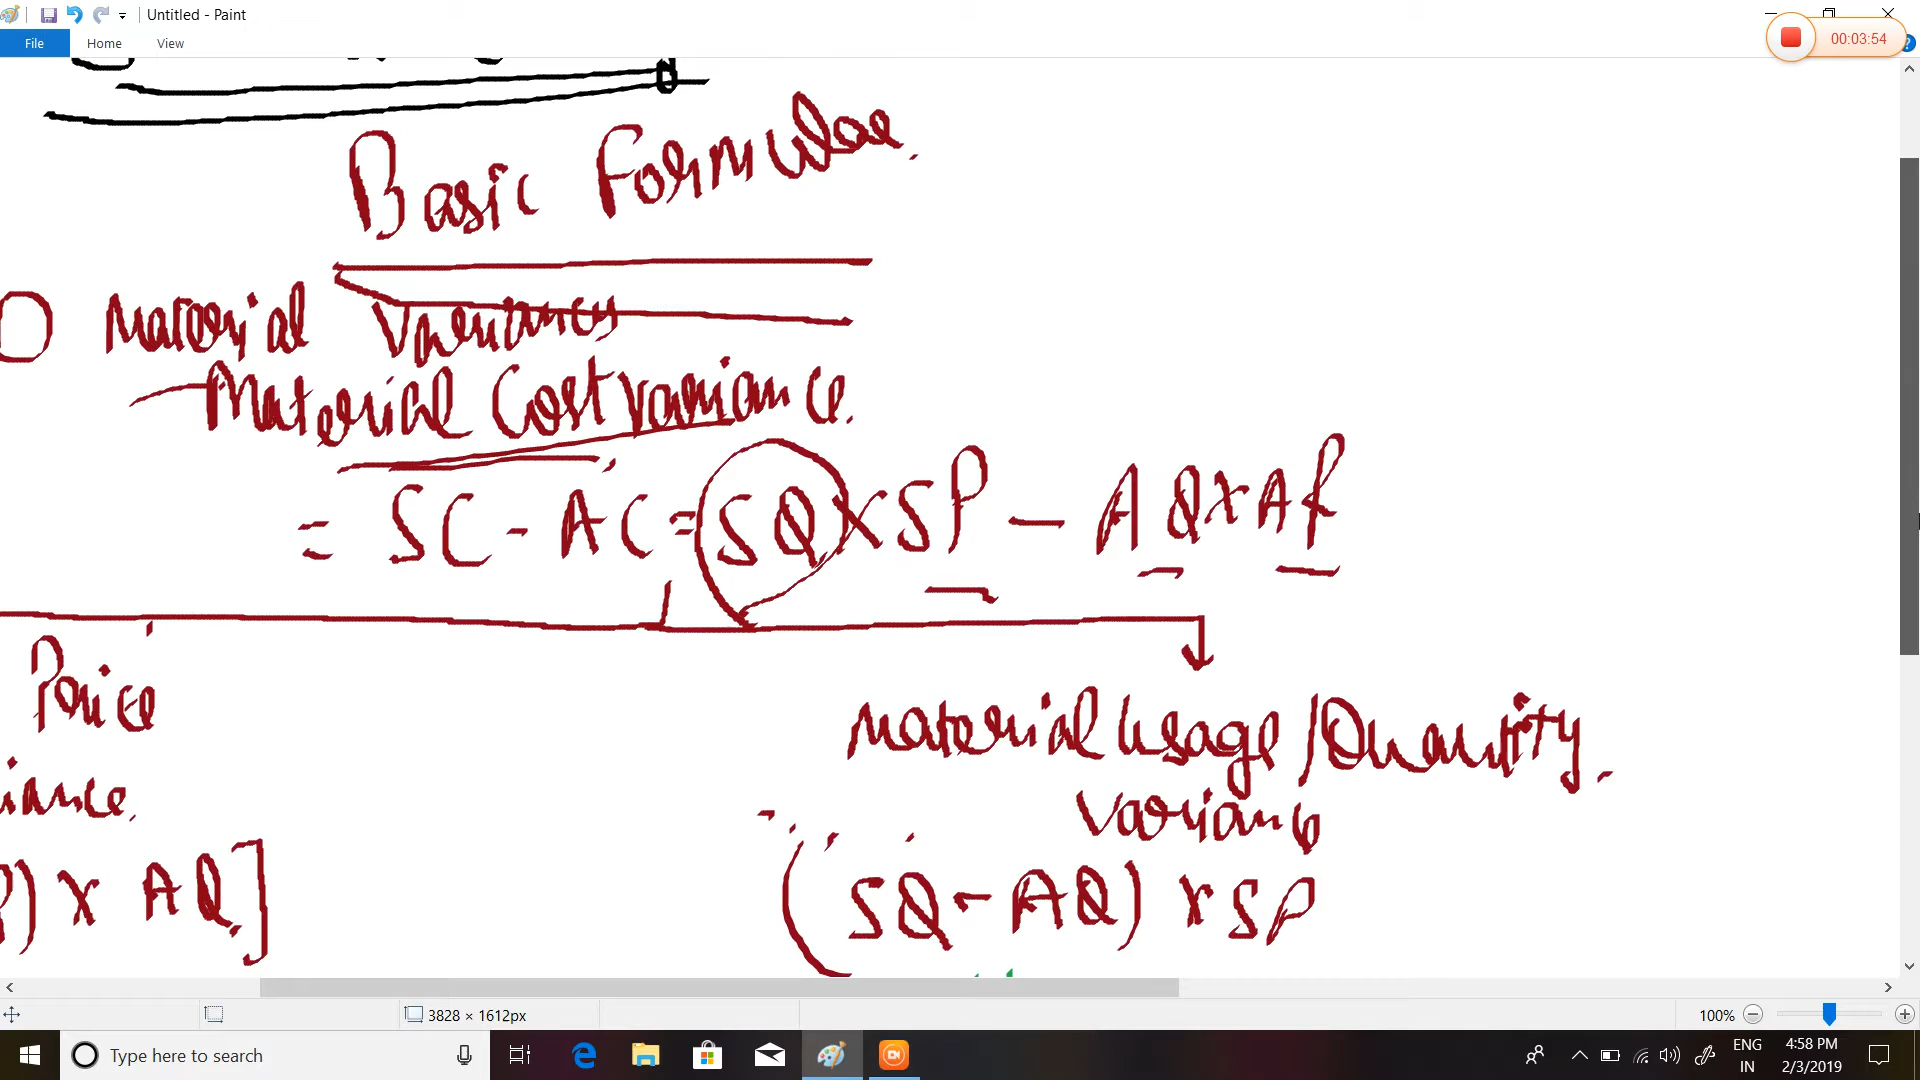 Untitled - Paint
00:03:54
File Home View
Basic Formulae.
Material Variances
Material Cost variance.
= SC - AC = SQ x SP - AQ x AP
Price
iance.
Material Usage/Quantity.
Variance
) x AQ]
(SQ - AQ) x SP
3828 × 1612px
100%
Type here to search
ENG
IN
4:58 PM
2/3/2019